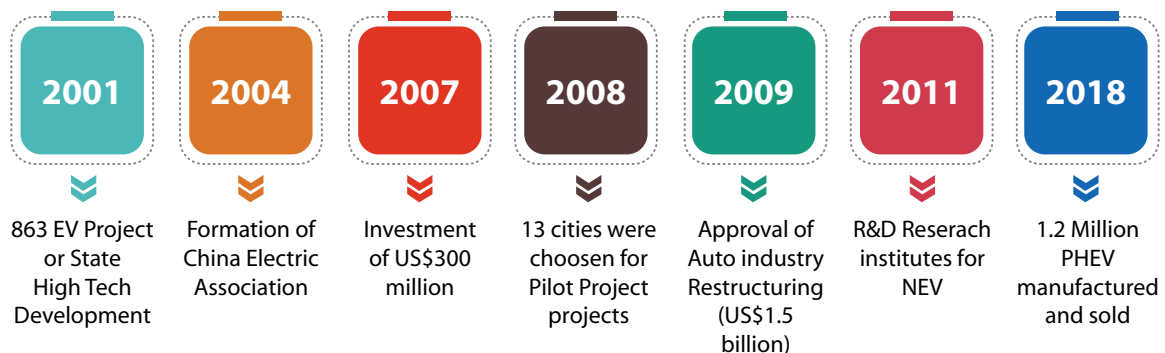 2001
863 EV Project
or State
High Tech
Development
2004
Formation of
China Electric
Association
2007
Investment
of US$300
million
2008
13 cities were
choosen for
Pilot Project
projects
2009
Approval of
Auto industry
Restructuring
(US$1.5
billion)
2011
R&D Reserach
institutes for
NEV
2018
1.2 Million
PHEV
manufactured
and sold